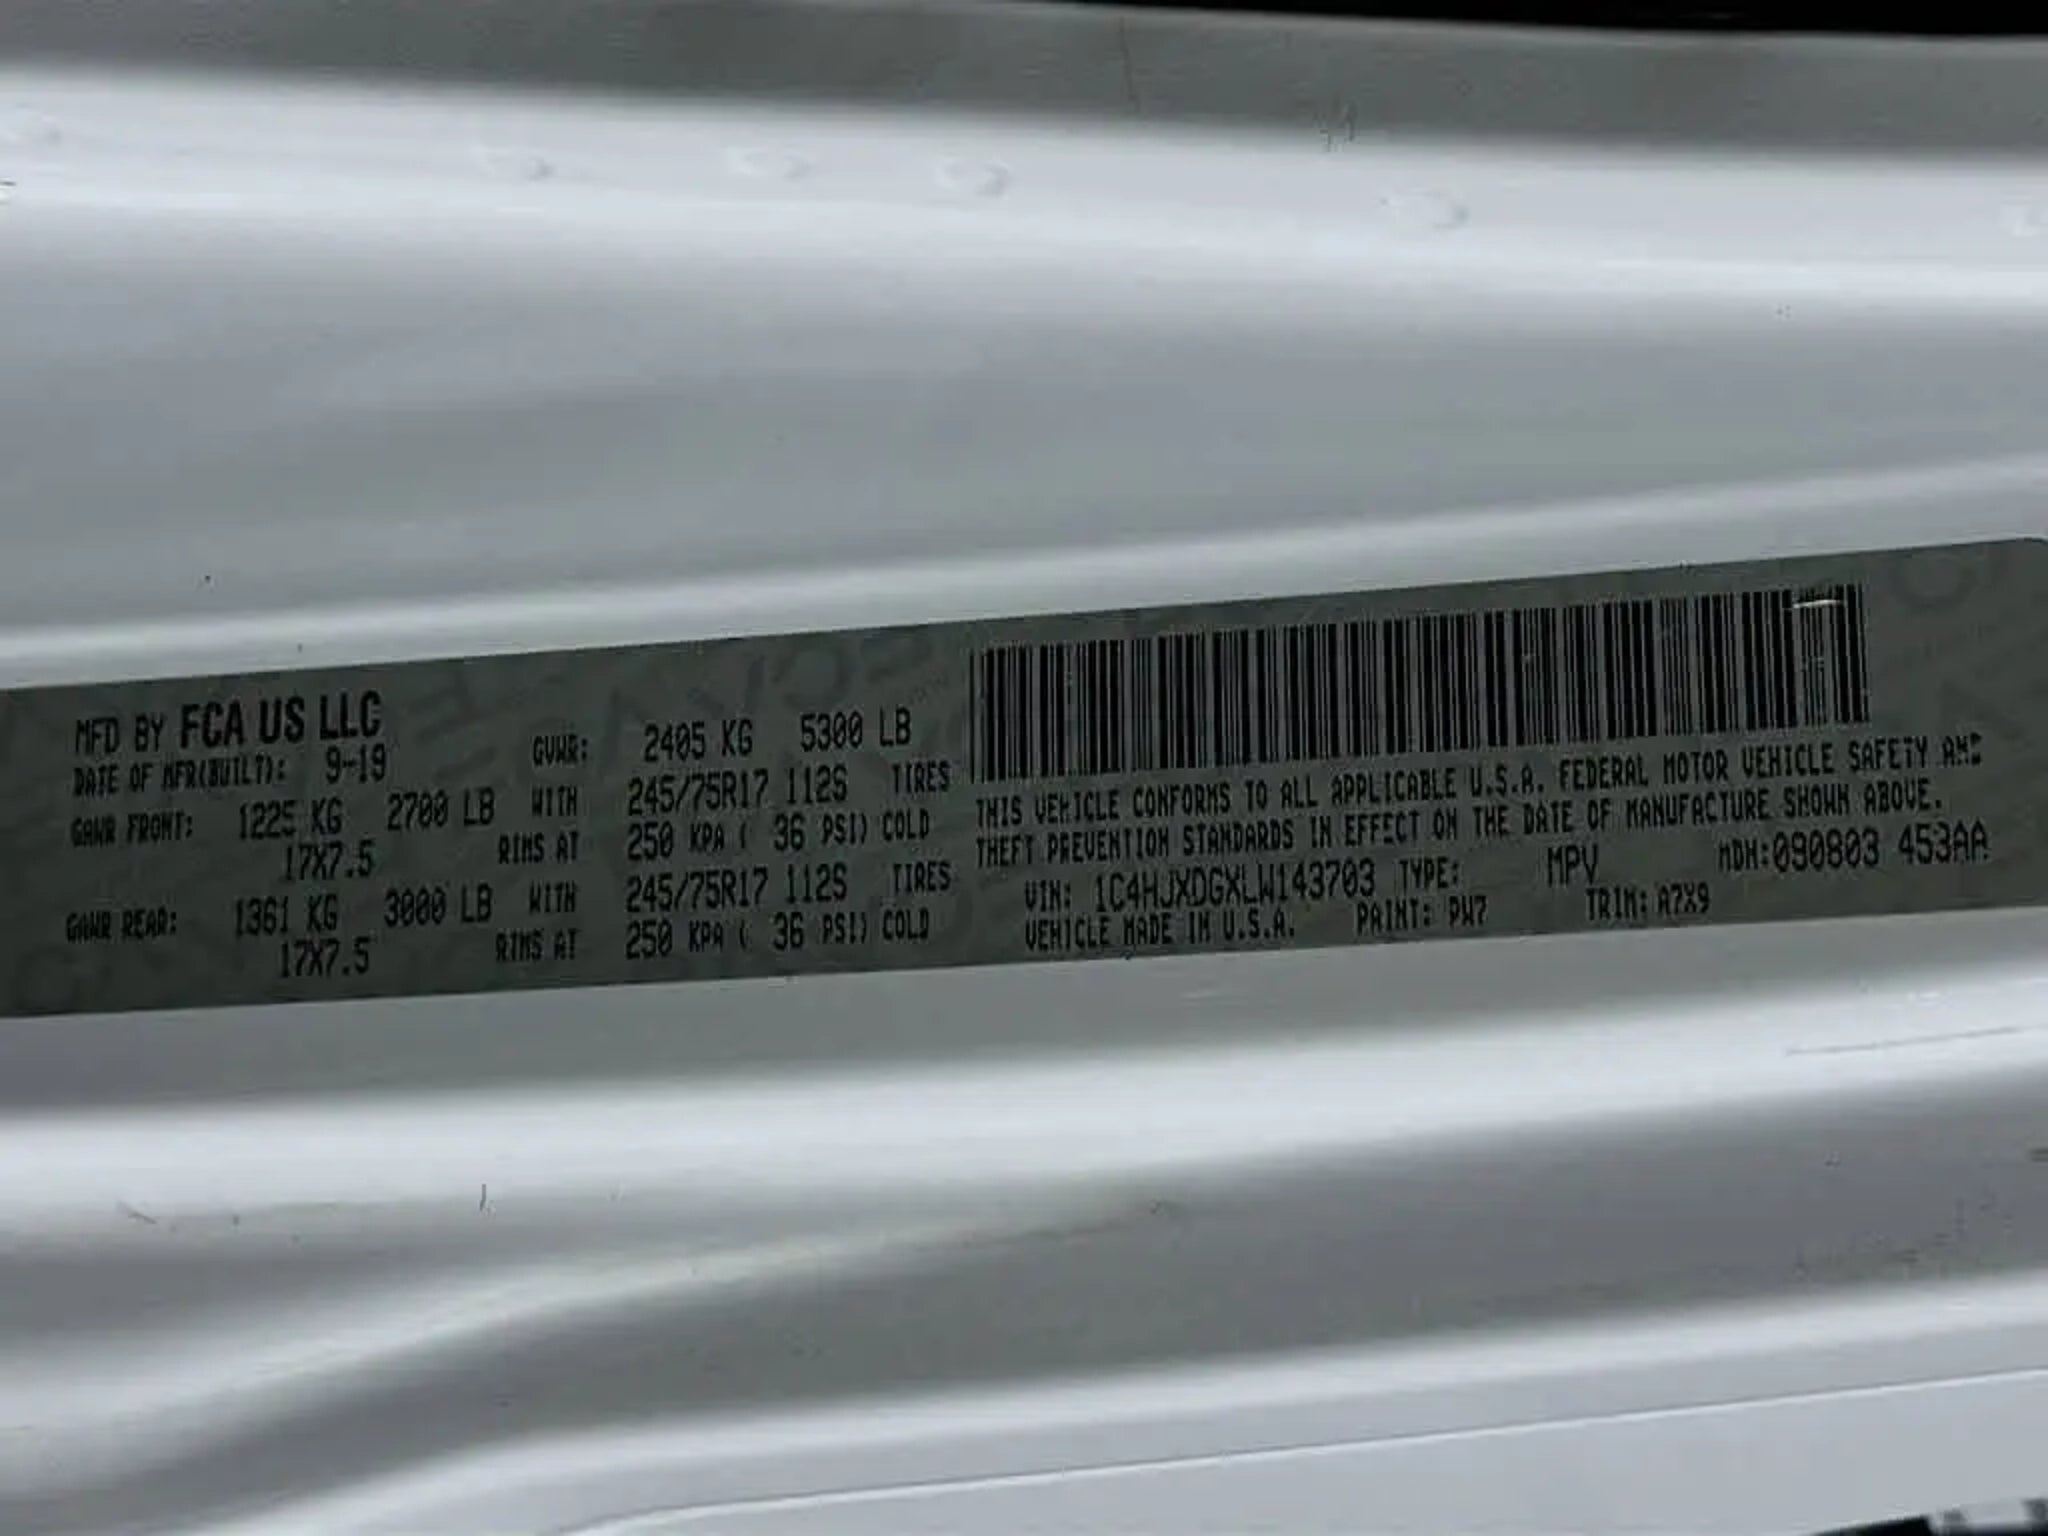 MFD BY FCA US LLC
DATE OF MFR(BUILT): 9-19
GVWR: 2405 KG 5300 LB
GAWR FRONT: 1225 KG 2700 LB WITH 245/75R17 112S TIRES
17X7.5 RIMS AT 250 KPA ( 36 PSI) COLD
GAWR REAR: 1361 KG 3000 LB WITH 245/75R17 112S TIRES
17X7.5 RIMS AT 250 KPA ( 36 PSI) COLD
THIS VEHICLE CONFORMS TO ALL APPLICABLE U.S.A. FEDERAL MOTOR VEHICLE SAFETY AND
THEFT PREVENTION STANDARDS IN EFFECT ON THE DATE OF MANUFACTURE SHOWN ABOVE.
VIN: 1C4HJXDGXLW143703 TYPE: MPV MDH:090803 453AA
VEHICLE MADE IN U.S.A. PAINT: PW7 TRIM: A7X9